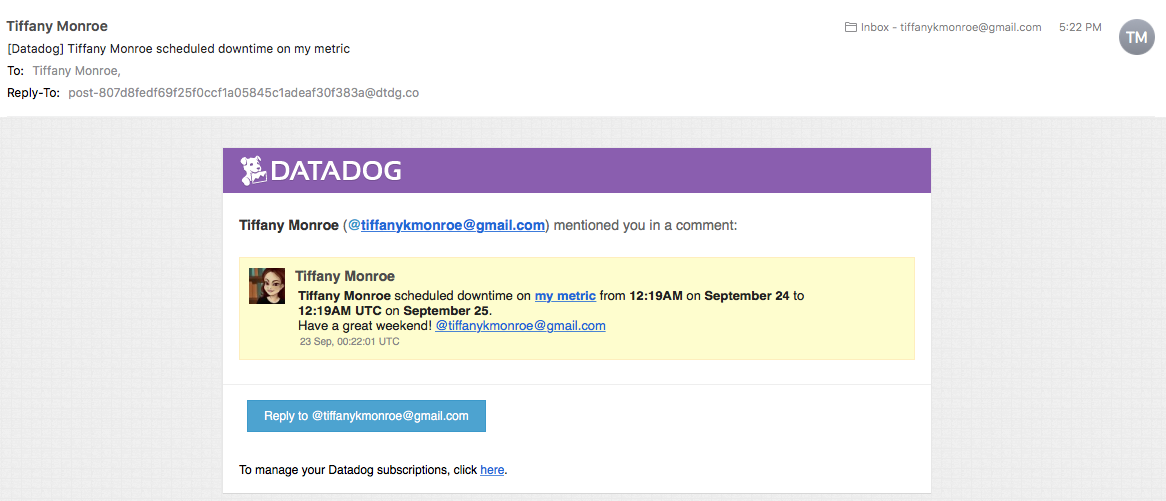 Tiffany Monroe
Inbox - tiffanykmonroe@gmail.com 5:22 PM
TM
[Datadog] Tiffany Monroe scheduled downtime on my metric
To: Tiffany Monroe,
Reply-To: post-807d8fedf69f25f0ccf1a05845c1adeaf30f383a@dtdg.co
DATADOG
Tiffany Monroe (@tiffanykmonroe@gmail.com) mentioned you in a comment:
Tiffany Monroe
Tiffany Monroe scheduled downtime on my metric from 12:19AM on September 24 to
12:19AM UTC on September 25.
Have a great weekend! @tiffanykmonroe@gmail.com
23 Sep, 00:22:01 UTC
Reply to @tiffanykmonroe@gmail.com
To manage your Datadog subscriptions, click here.